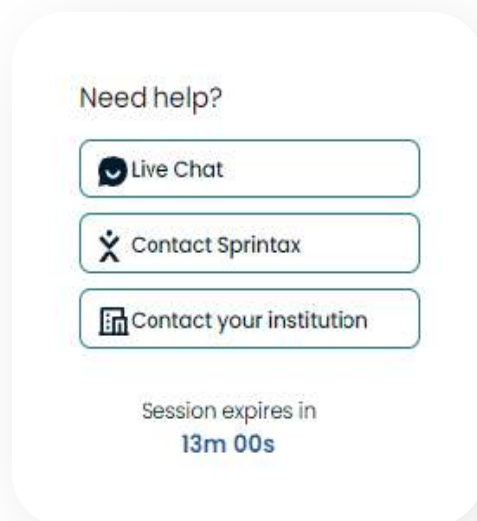 Need help?
Live Chat
Contact Sprintax
Contact your institution
Session expires in
13m 00s